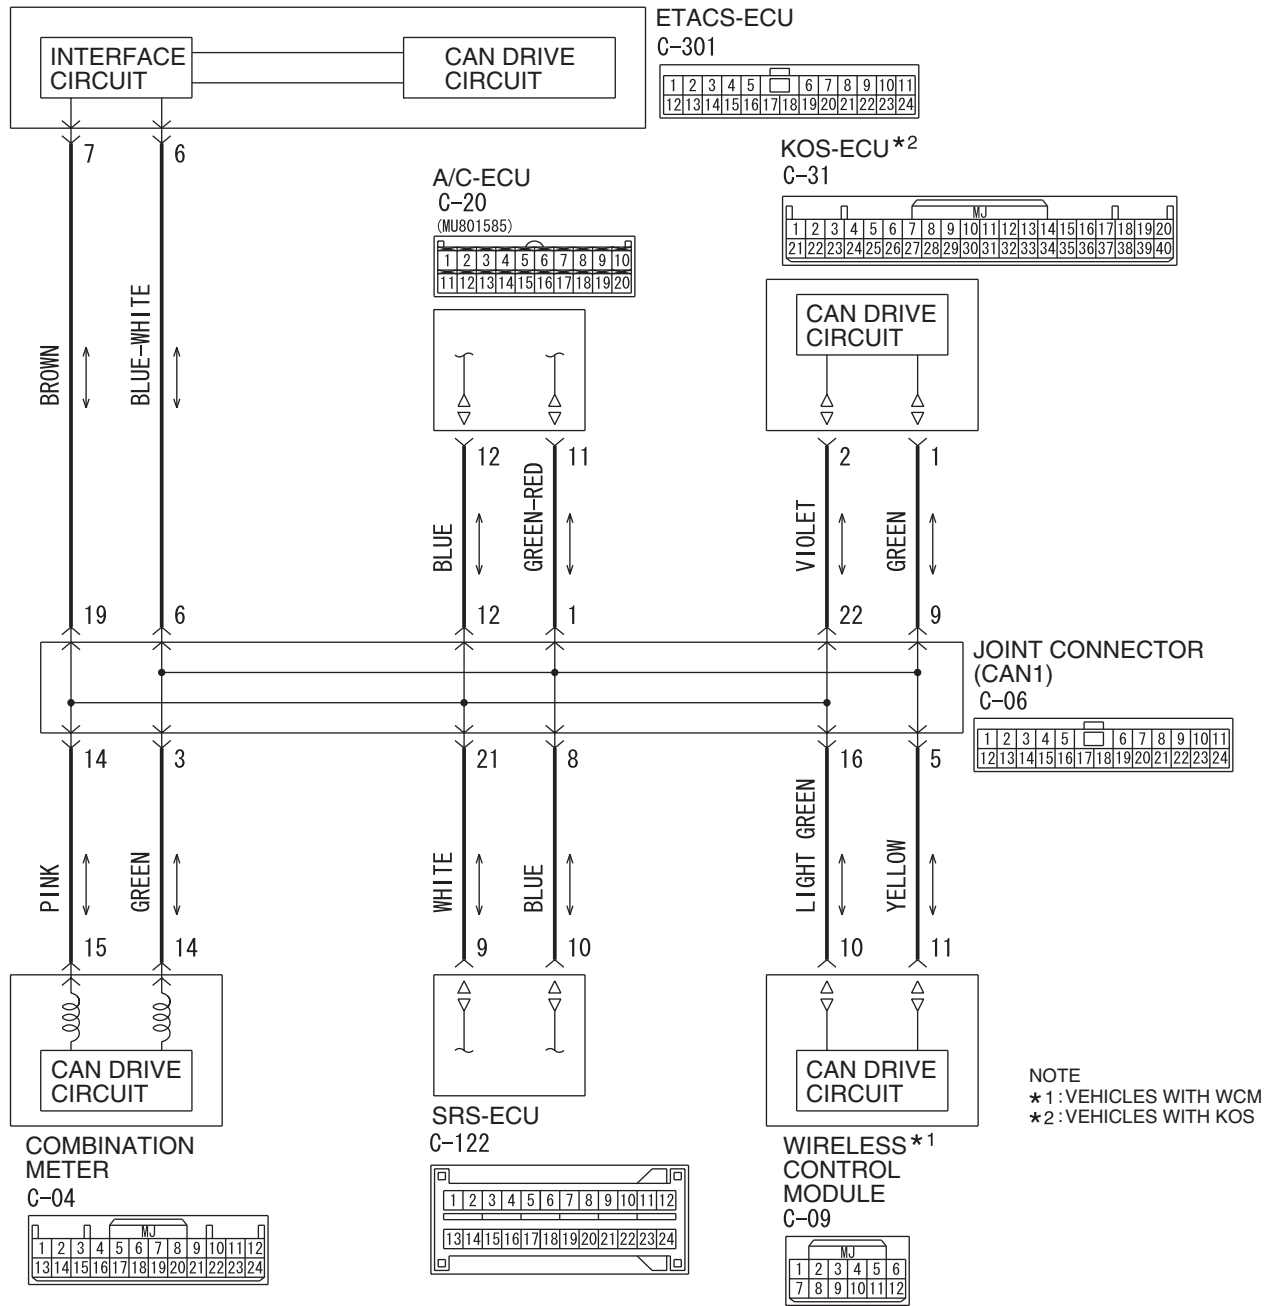 ETACS-ECU
C-301
INTERFACE
CIRCUIT
CAN DRIVE
CIRCUIT
1 2 3 4 5 6 7 8 9 10 11
12 13 14 15 16 17 18 19 20 21 22 23 24
7 6
KOS-ECU*2
C-31
MJ
1 2 3 4 5 6 7 8 9 10 11 12 13 14 15 16 17 18 19 20
21 22 23 24 25 26 27 28 29 30 31 32 33 34 35 36 37 38 39 40
A/C-ECU
C-20
(MU801585)
1 2 3 4 5 6 7 8 9 10
11 12 13 14 15 16 17 18 19 20
CAN DRIVE
CIRCUIT
BROWN
BLUE-WHITE
12 11 2 1
BLUE
GREEN-RED
VIOLET
GREEN
19 6 12 1 22 9
JOINT CONNECTOR
(CAN1)
C-06
1 2 3 4 5 6 7 8 9 10 11
12 13 14 15 16 17 18 19 20 21 22 23 24
14 3 21 8 16 5
PINK
GREEN
WHITE
BLUE
LIGHT GREEN
YELLOW
15 14 9 10 10 11
CAN DRIVE
CIRCUIT
CAN DRIVE
CIRCUIT
NOTE
*1:VEHICLES WITH WCM
*2:VEHICLES WITH KOS
COMBINATION
METER
C-04
MJ
1 2 3 4 5 6 7 8 9 10 11 12
13 14 15 16 17 18 19 20 21 22 23 24
SRS-ECU
C-122
1 2 3 4 5 6 7 8 9 10 11 12
13 14 15 16 17 18 19 20 21 22 23 24
WIRELESS*1
CONTROL
MODULE
C-09
MJ
1 2 3 4 5 6
7 8 9 10 11 12